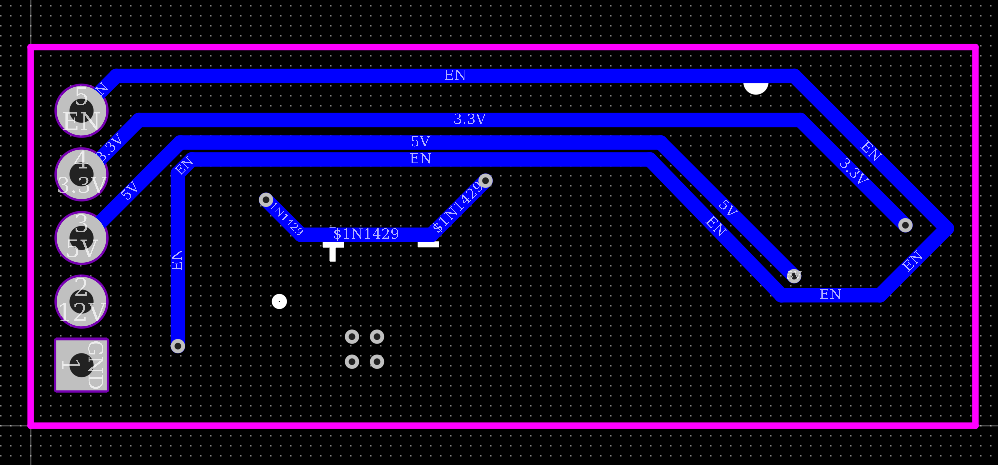 EN
N
5
EN
3.3V
3.3V
4
3.3V
5V
EN
EN
5V
3
5V
EN
3.3V
EN
1N1429
$1N1429
$1N1429
5V
EN
EN
EN
EN
2
12V
1
GND